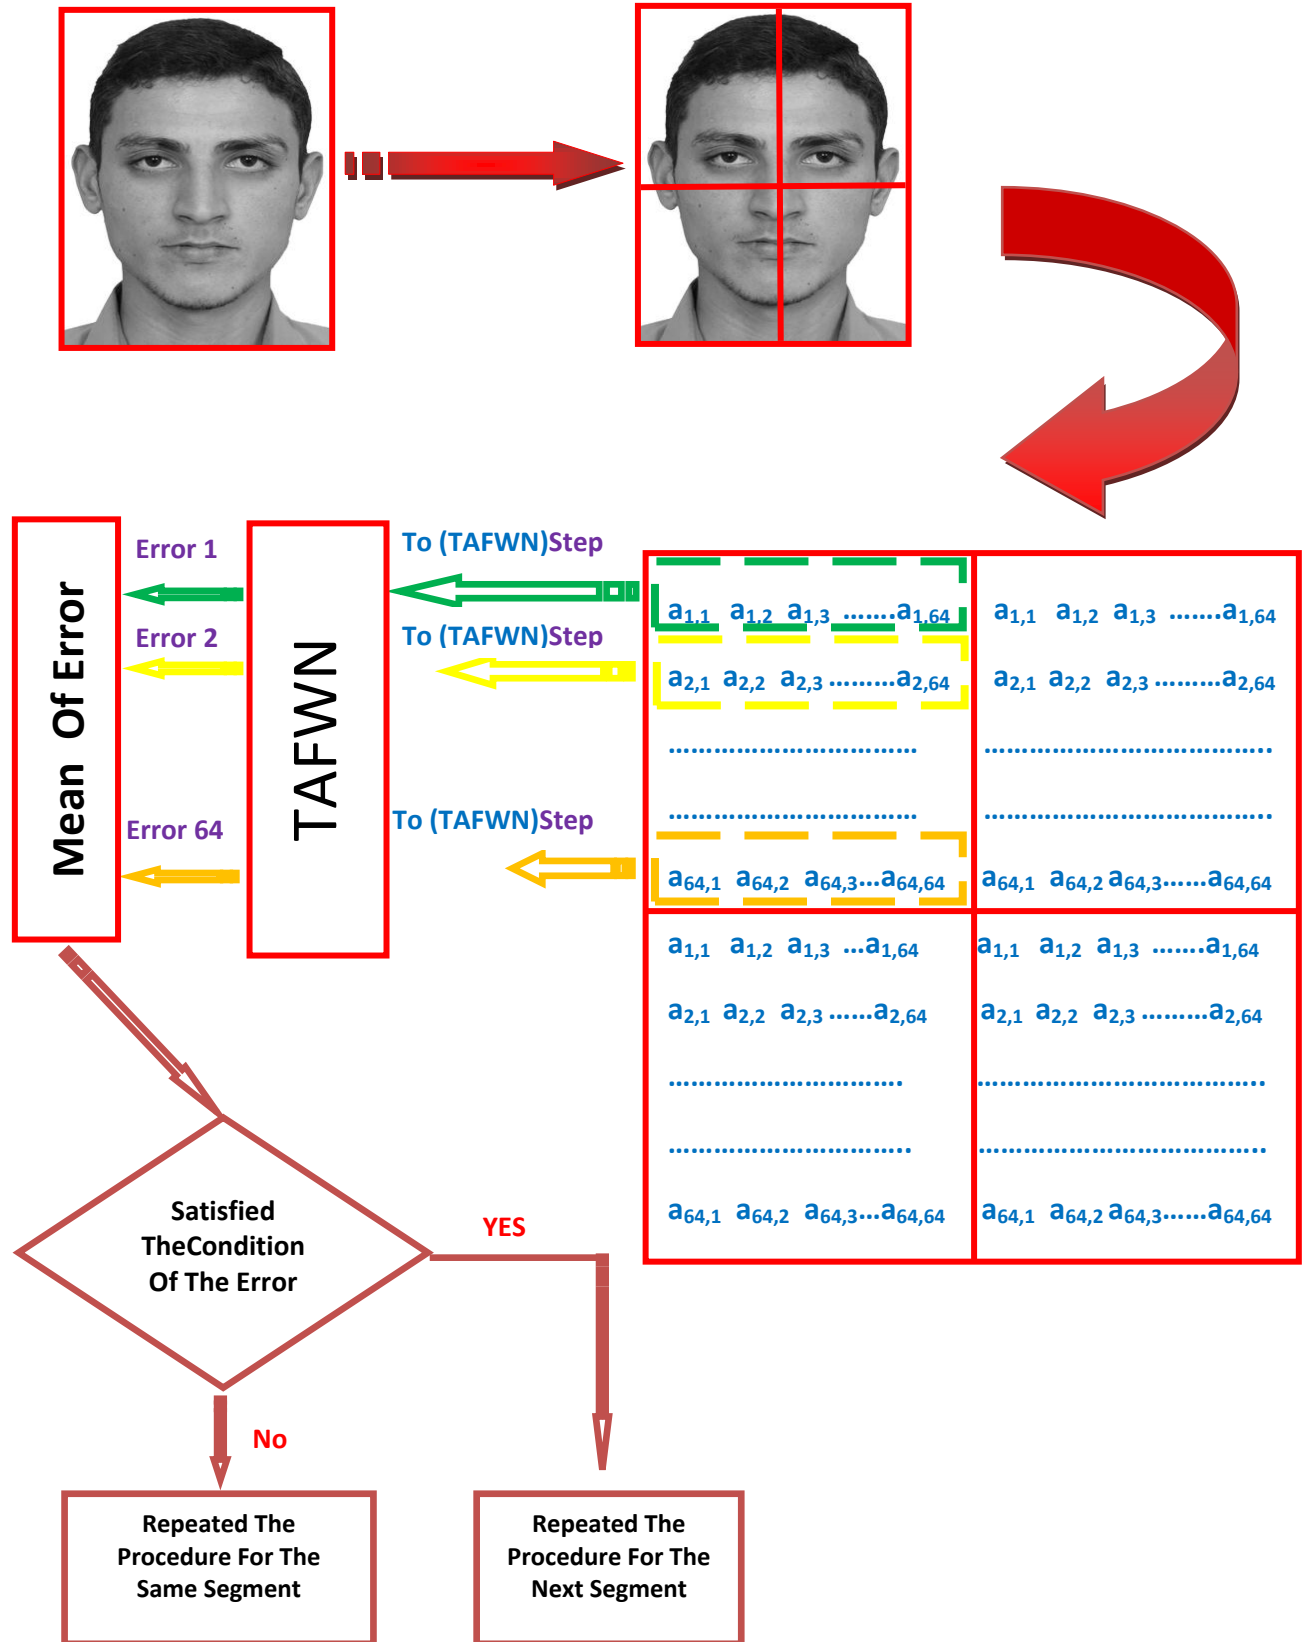 Error 1
To (TAFWN)Step
Error 2
To (TAFWN)Step
Error 64
To (TAFWN)Step
Mean Of Error
TAFWN
a1,1 a1,2 a1,3 .......a1,64
a2,1 a2,2 a2,3 .........a2,64
.................................
.................................
a64,1 a64,2 a64,3...a64,64
a1,1 a1,2 a1,3 .......a1,64
a2,1 a2,2 a2,3 .........a2,64
......................................
......................................
a64,1 a64,2 a64,3......a64,64
a1,1 a1,2 a1,3 ...a1,64
a2,1 a2,2 a2,3 ......a2,64
...............................
................................
a64,1 a64,2 a64,3...a64,64
a1,1 a1,2 a1,3 .......a1,64
a2,1 a2,2 a2,3 .........a2,64
......................................
......................................
a64,1 a64,2 a64,3......a64,64
Satisfied
TheCondition
Of The Error
YES
No
Repeated The
Procedure For The
Same Segment
Repeated The
Procedure For The
Next Segment